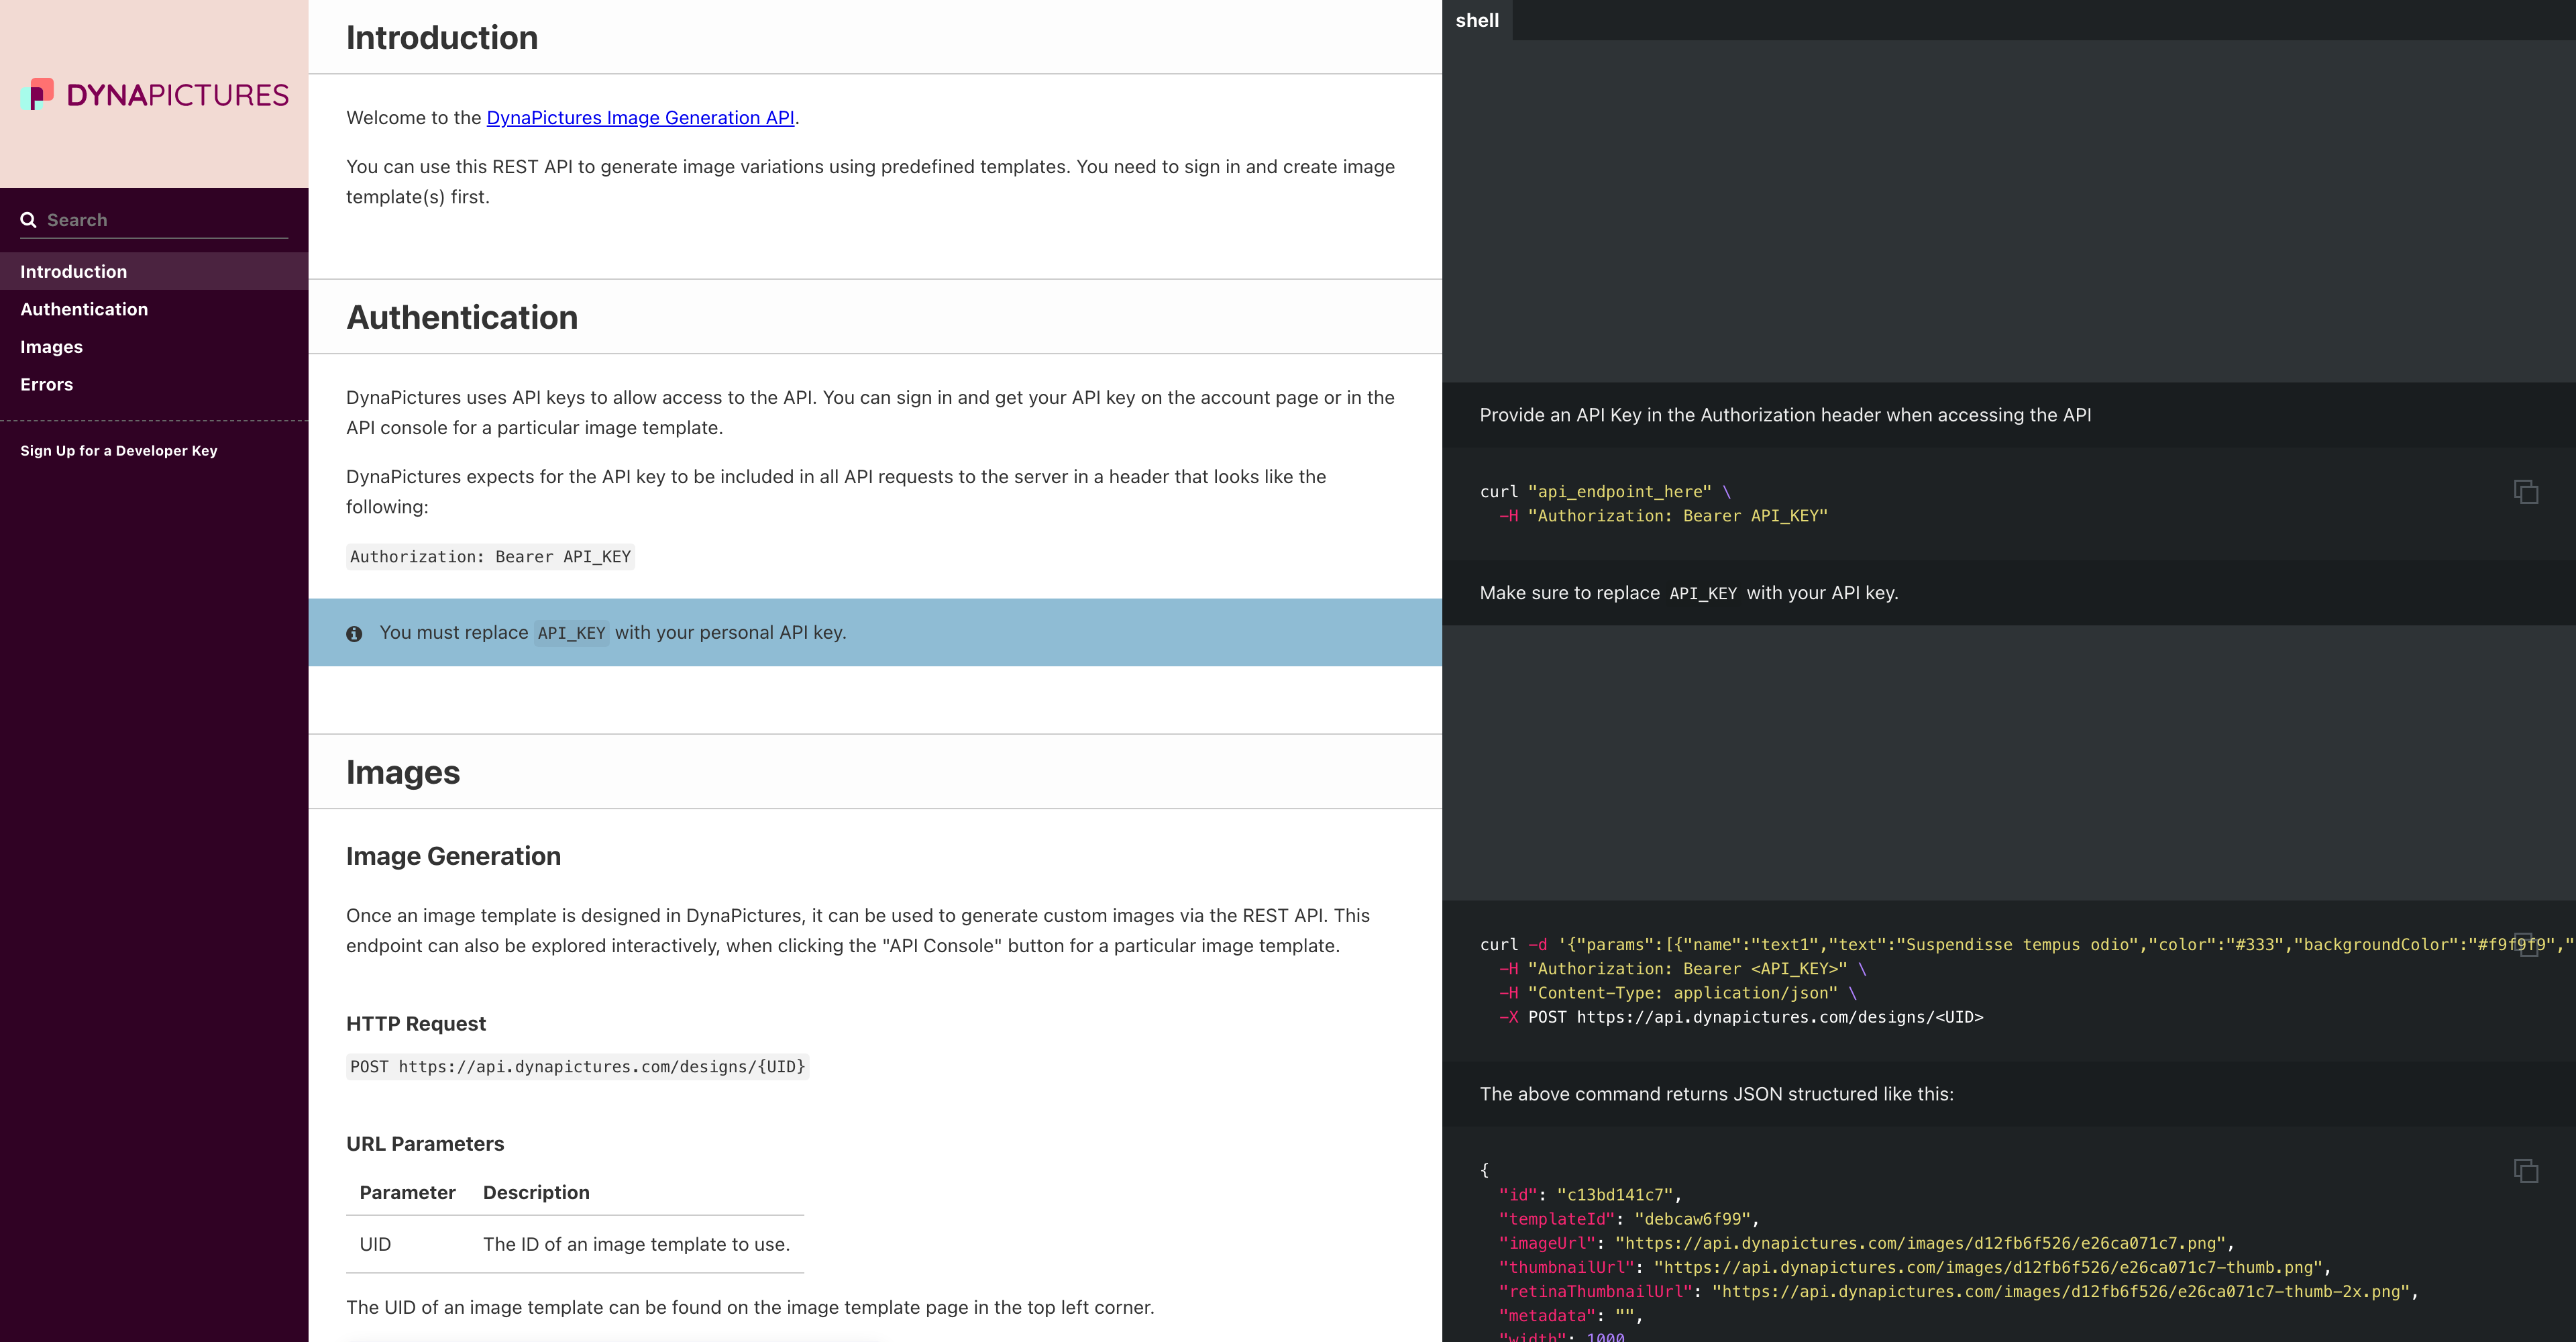 DYNAPICTURES
Search
Introduction
Authentication
Images
Errors
Sign Up for a Developer Key
Introduction
Welcome to the DynaPictures Image Generation API.
You can use this REST API to generate image variations using predefined templates. You need to sign in and create image
template(s) first.
Authentication
DynaPictures uses API keys to allow access to the API. You can sign in and get your API key on the account page or in the
API console for a particular image template.
DynaPictures expects for the API key to be included in all API requests to the server in a header that looks like the
following:
Authorization: Bearer API_KEY
You must replace API_KEY with your personal API key.
Images
Image Generation
Once an image template is designed in DynaPictures, it can be used to generate custom images via the REST API. This
endpoint can also be explored interactively, when clicking the "API Console" button for a particular image template.
HTTP Request
POST https://api.dynapictures.com/designs/{UID}
URL Parameters
Parameter Description
UID The ID of an image template to use.
The UID of an image template can be found on the image template page in the top left corner.
shell
Provide an API Key in the Authorization header when accessing the API
curl "api_endpoint_here" \
-H "Authorization: Bearer API_KEY"
Make sure to replace API_KEY with your API key.
curl -d '{"params":[{"name":"text1","text":"Suspendisse tempus odio","color":"#333","backgroundColor":"#f9f9f9","
-H "Authorization: Bearer <API_KEY>" \
-H "Content-Type: application/json" \
-X POST https://api.dynapictures.com/designs/<UID>
The above command returns JSON structured like this:
{
"id": "c13bd141c7",
"templateId": "debcaw6f99",
"imageUrl": "https://api.dynapictures.com/images/d12fb6f526/e26ca071c7.png",
"thumbnailUrl": "https://api.dynapictures.com/images/d12fb6f526/e26ca071c7-thumb.png",
"retinaThumbnailUrl": "https://api.dynapictures.com/images/d12fb6f526/e26ca071c7-thumb-2x.png",
"metadata": "",
"width": 1000